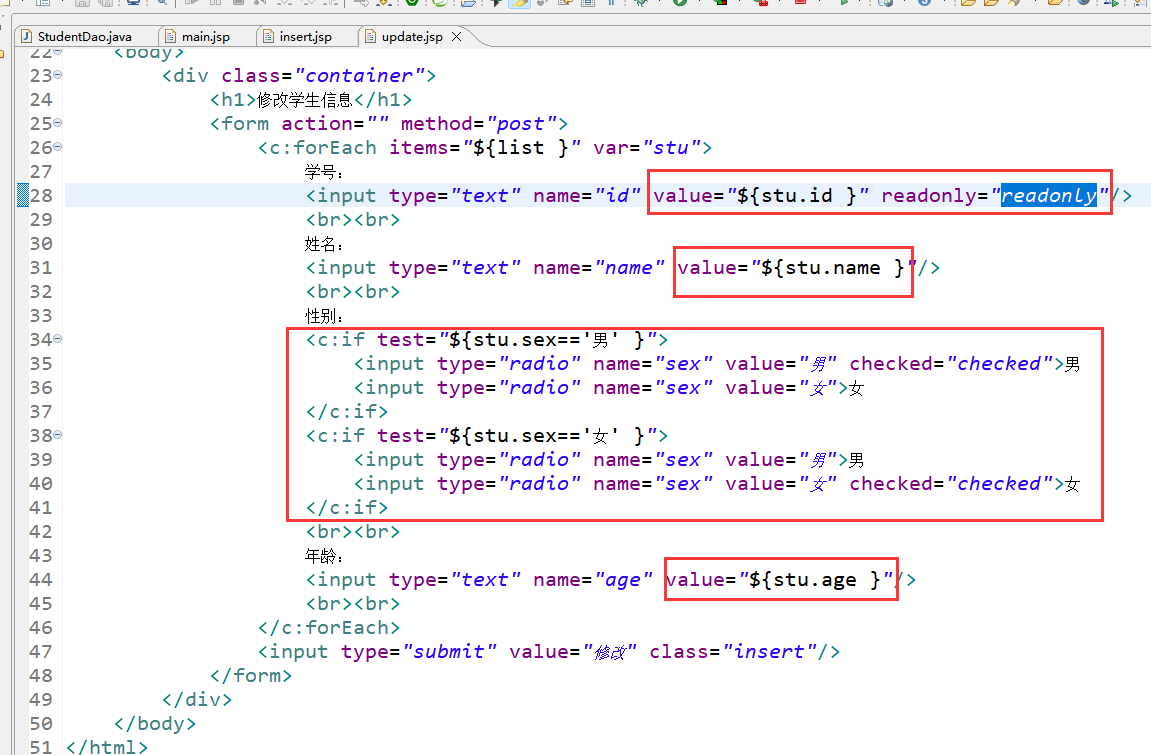 StudentDao.java main.jsp insert.jsp update.jsp
22 <body>
23 <div class="container">
24 <h1>修改学生信息</h1>
25 <form action="" method="post">
26 <c:forEach items="${list }" var="stu">
27 学号：
28 <input type="text" name="id" value="${stu.id }" readonly="readonly"/>
29 <br><br>
30 姓名：
31 <input type="text" name="name" value="${stu.name }"/>
32 <br><br>
33 性别：
34 <c:if test="${stu.sex=='男' }">
35 <input type="radio" name="sex" value="男" checked="checked">男
36 <input type="radio" name="sex" value="女">女
37 </c:if>
38 <c:if test="${stu.sex=='女' }">
39 <input type="radio" name="sex" value="男">男
40 <input type="radio" name="sex" value="女" checked="checked">女
41 </c:if>
42 <br><br>
43 年龄：
44 <input type="text" name="age" value="${stu.age }"/>
45 <br><br>
46 </c:forEach>
47 <input type="submit" value="修改" class="insert"/>
48 </form>
49 </div>
50 </body>
51 </html>